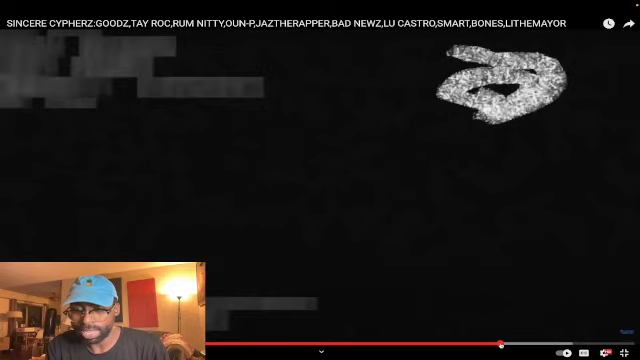 SINCERE CYPHERZ:GOODZ,TAY ROC,RUM NITTY,OUN-P,JAZTHERAPPER,BAD NEWZ,LU CASTRO,SMART,BONES,LITHEMAYOR